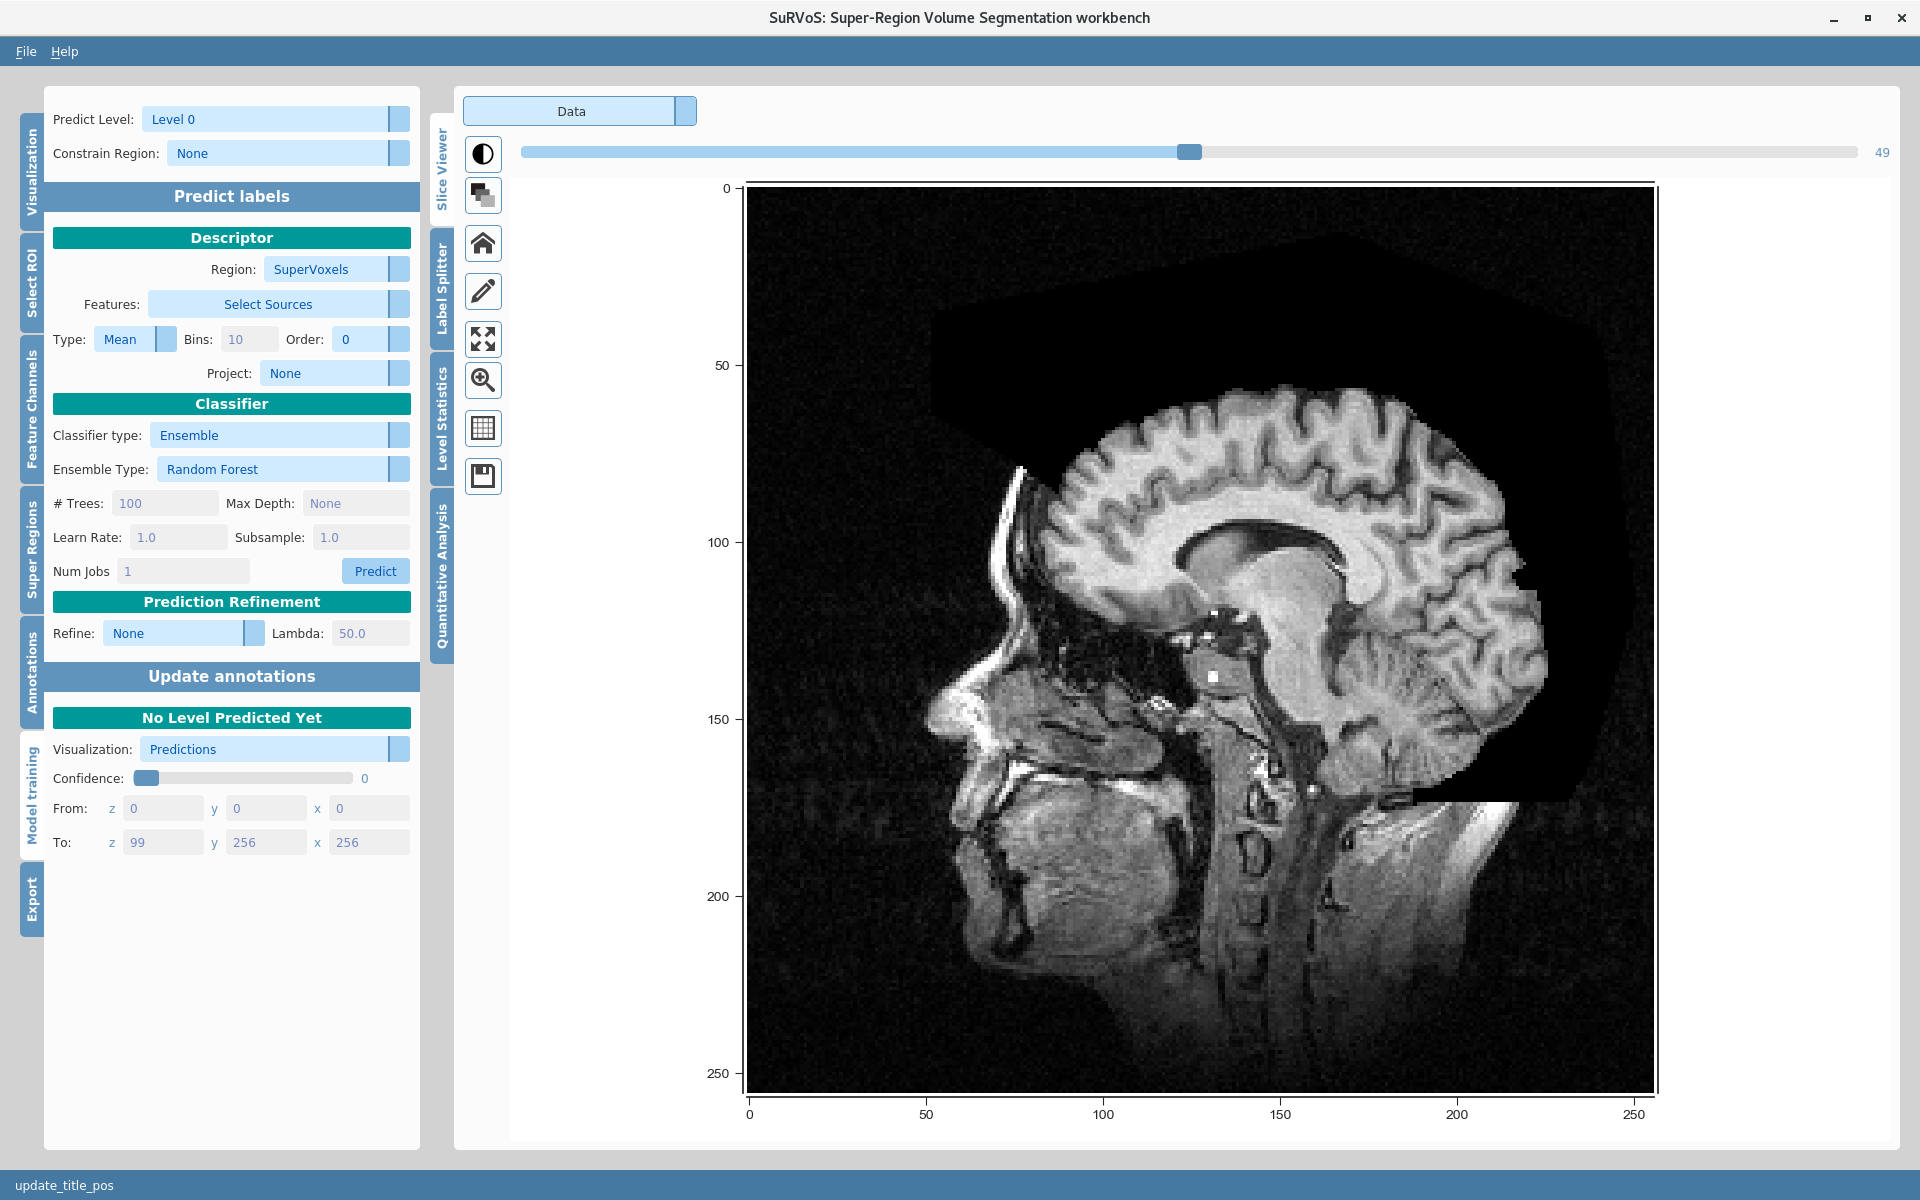 SuRVoS: Super-Region Volume Segmentation workbench
File Help
Visualization
Select ROI
Feature Channels
Super Regions
Annotations
Model training
Export
Predict Level: Level 0
Constrain Region: None
Predict labels
Descriptor
Region: SuperVoxels
Features: Select Sources
Type: Mean Bins: 10 Order: 0
Project: None
Classifier
Classifier type: Ensemble
Ensemble Type: Random Forest
# Trees: 100 Max Depth: None
Learn Rate: 1.0 Subsample: 1.0
Num Jobs 1 Predict
Prediction Refinement
Refine: None Lambda: 50.0
Update annotations
No Level Predicted Yet
Visualization: Predictions
Confidence: 0
From: z 0 y 0 x 0
To: z 99 y 256 x 256
Slice Viewer
Label Splitter
Level Statistics
Quantitative Analysis
Data
49
0
50
100
150
200
250
0 50 100 150 200 250
update_title_pos